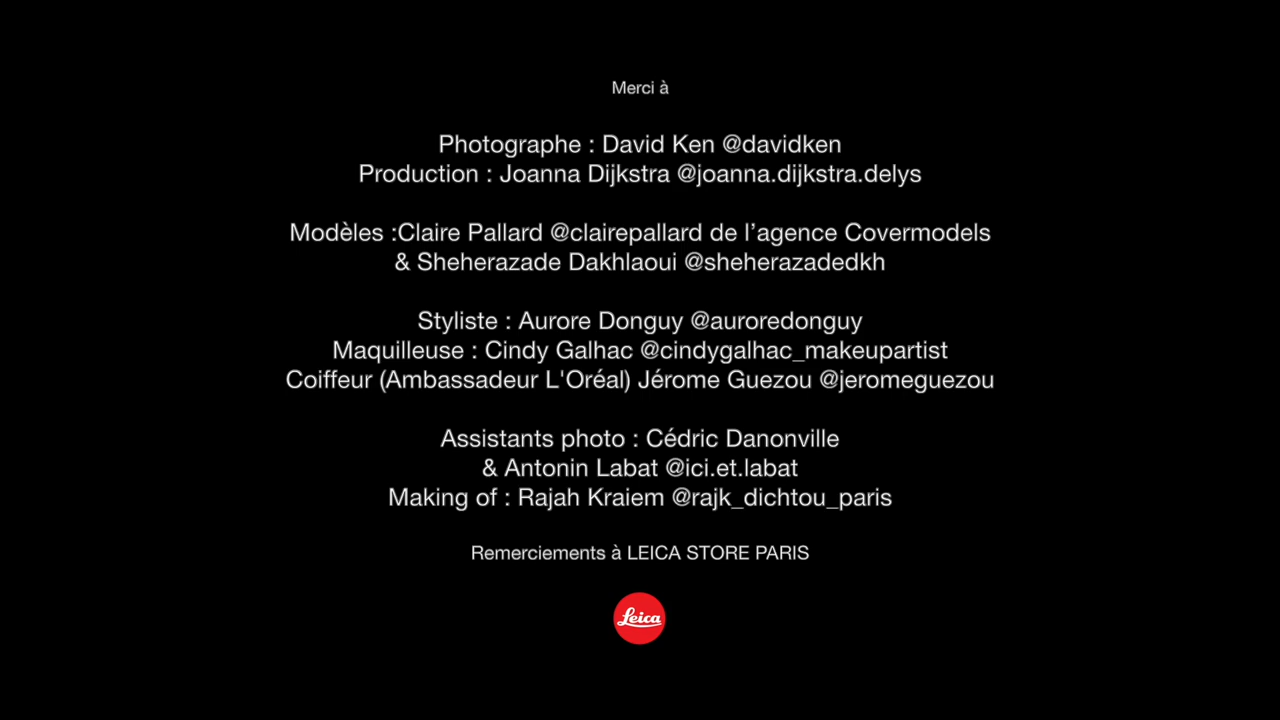 Merci à
Photographe : David Ken @davidken
Production : Joanna Dijkstra @joanna.dijkstra.delys
Modèles :Claire Pallard @clairepallard de l’agence Covermodels
& Sheherazade Dakhlaoui @sheherazadedkh
Styliste : Aurore Donguy @auroredonguy
Maquilleuse : Cindy Galhac @cindygalhac_makeupartist
Coiffeur (Ambassadeur L'Oréal) Jérome Guezou @jeromeguezou
Assistants photo : Cédric Danonville
& Antonin Labat @ici.et.labat
Making of : Rajah Kraiem @rajk_dichtou_paris
Remerciements à LEICA STORE PARIS
Leica